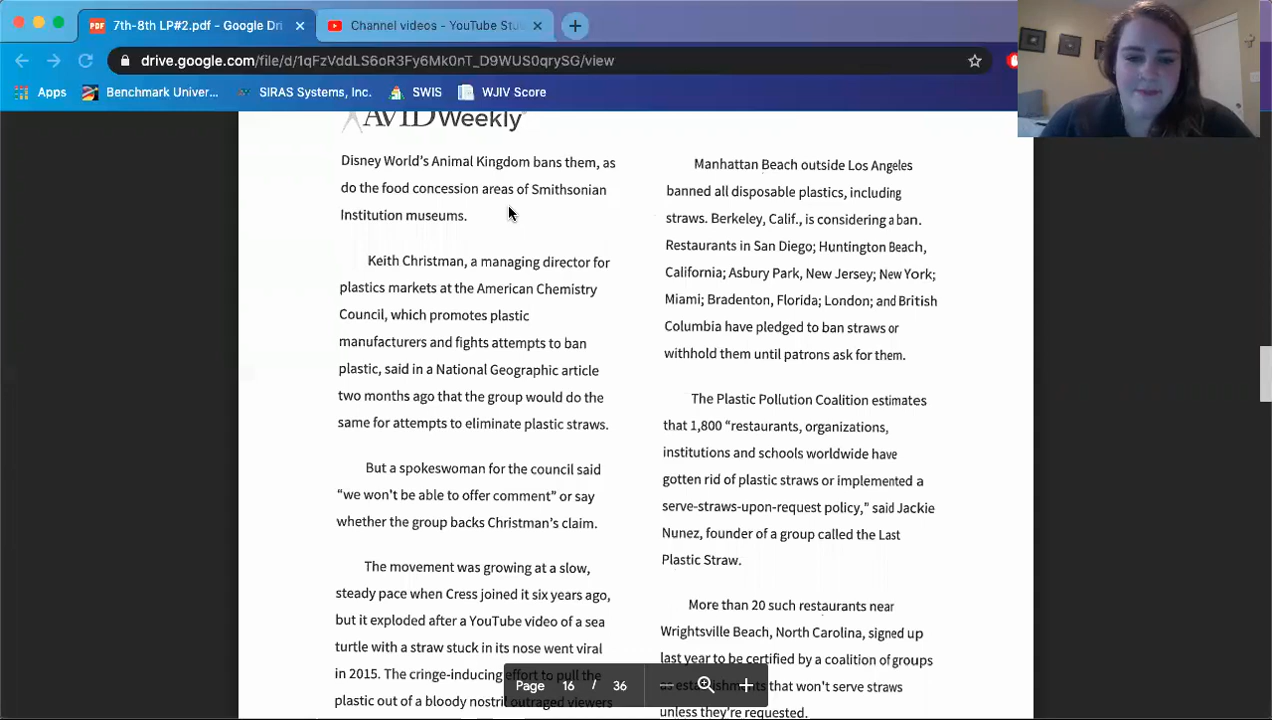 7th-8th LP#2.pdf - Google Dri
Channel videos - YouTube Stu
drive.google.com/file/d/1qFzVddLS6oR3Fy6Mk0nT_D9WUS0qrySG/view
Apps
Benchmark Univer...
SIRAS Systems, Inc.
SWIS
WJIV Score
AVID Weekly
Disney World's Animal Kingdom bans them, as
do the food concession areas of Smithsonian
Institution museums.
Keith Christman, a managing director for
plastics markets at the American Chemistry
Council, which promotes plastic
manufacturers and fights attempts to ban
plastic, said in a National Geographic article
two months ago that the group would do the
same for attempts to eliminate plastic straws.
But a spokeswoman for the council said
“we won't be able to offer comment” or say
whether the group backs Christman's claim.
The movement was growing at a slow,
steady pace when Cress joined it six years ago,
but it exploded after a YouTube video of a sea
turtle with a straw stuck in its nose went viral
in 2015. The cringe-inducing effort to pull the
plastic out of a bloody nostril outraged viewers
Manhattan Beach outside Los Angeles
banned all disposable plastics, including
straws. Berkeley, Calif., is considering a ban.
Restaurants in San Diego; Huntington Beach,
California; Asbury Park, New Jersey; New York;
Miami; Bradenton, Florida; London; and British
Columbia have pledged to ban straws or
withhold them until patrons ask for them.
The Plastic Pollution Coalition estimates
that 1,800 “restaurants, organizations,
institutions and schools worldwide have
gotten rid of plastic straws or implemented a
serve-straws-upon-request policy,” said Jackie
Nunez, founder of a group called the Last
Plastic Straw.
More than 20 such restaurants near
Wrightsville Beach, North Carolina, signed up
last year to be certified by a coalition of groups
as establishments that won't serve straws
unless they're requested.
Page 16 / 36